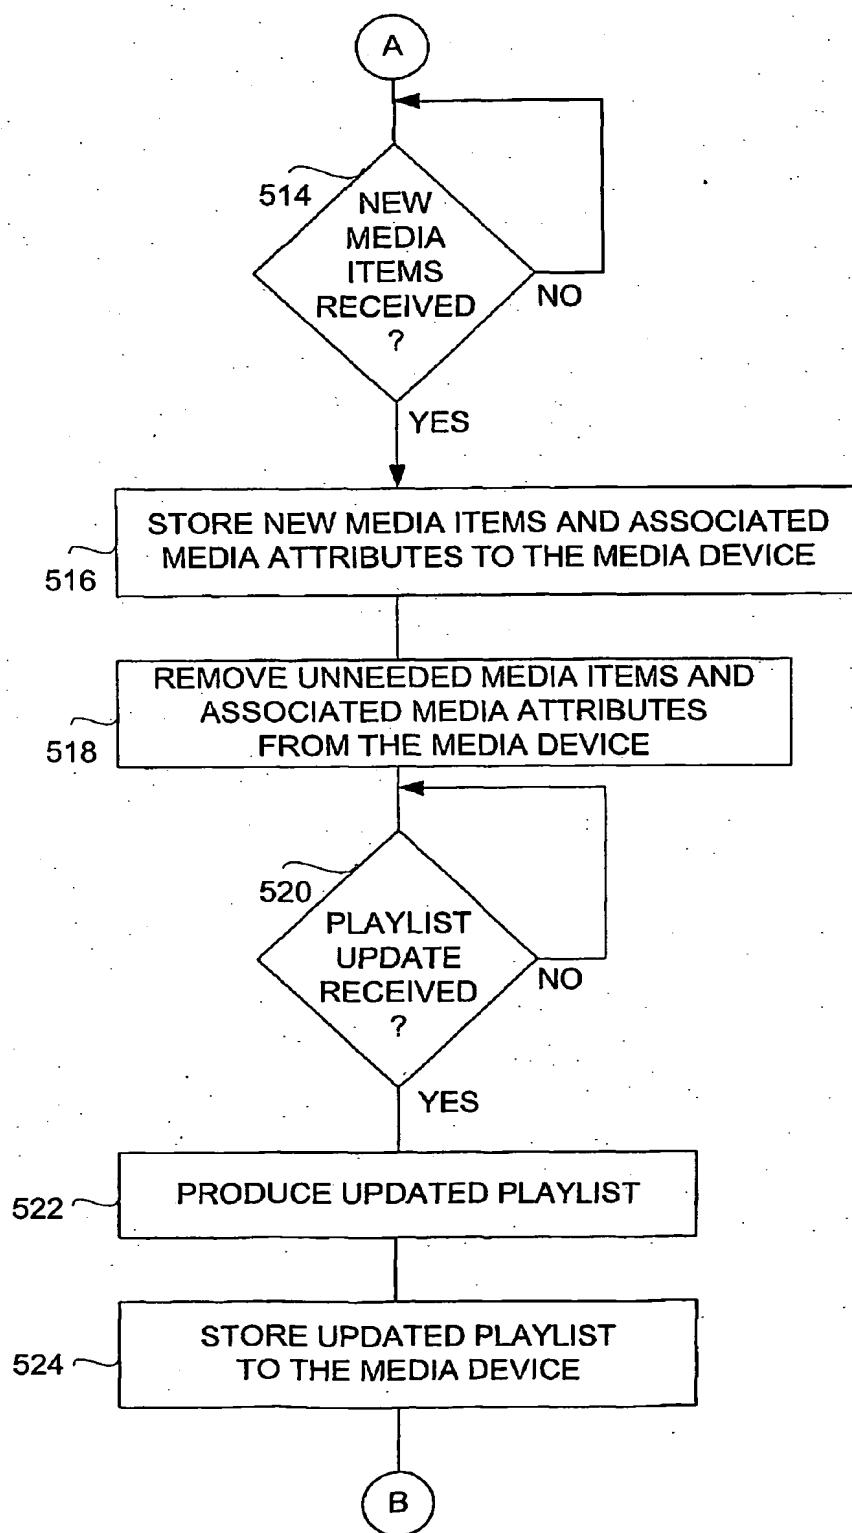 A
514
NEW
MEDIA
ITEMS
RECEIVED
?
NO
YES
STORE NEW MEDIA ITEMS AND ASSOCIATED
MEDIA ATTRIBUTES TO THE MEDIA DEVICE
516
REMOVE UNNEEDED MEDIA ITEMS AND
ASSOCIATED MEDIA ATTRIBUTES
FROM THE MEDIA DEVICE
518
520
PLAYLIST
UPDATE
RECEIVED
?
NO
YES
PRODUCE UPDATED PLAYLIST
522
STORE UPDATED PLAYLIST
TO THE MEDIA DEVICE
524
B